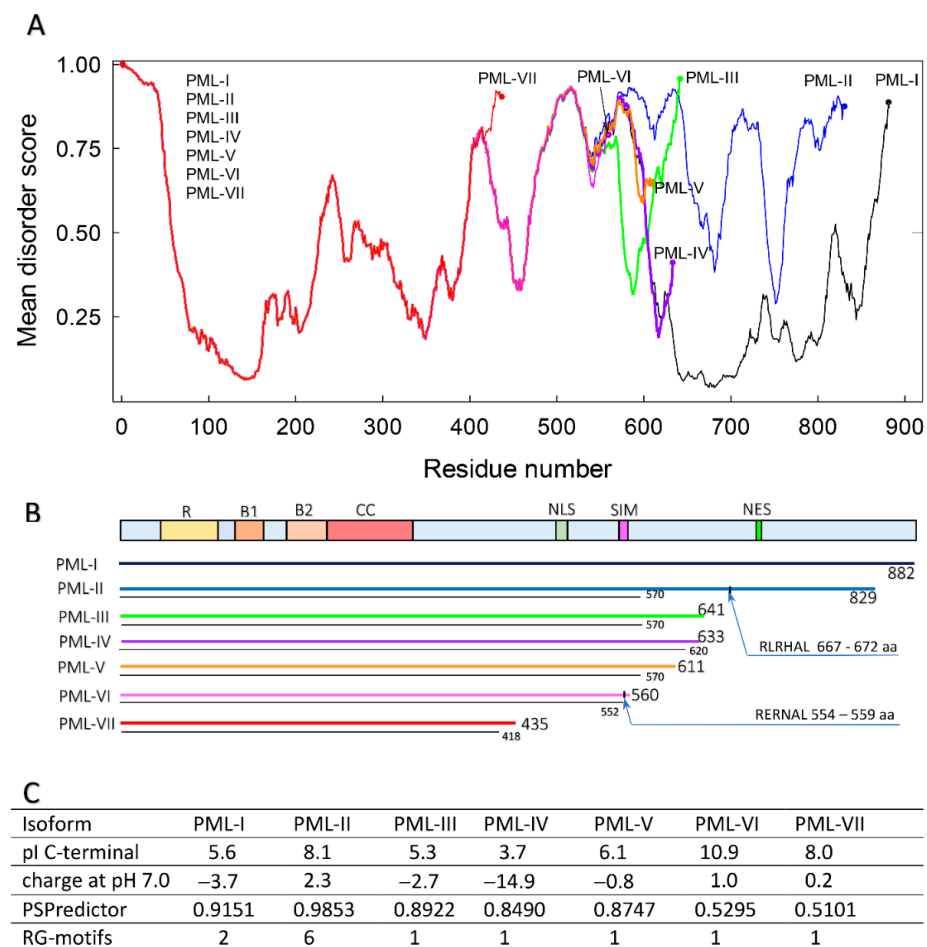 A
1.00
0.75
0.50
0.25
Mean disorder score
PML-I
PML-II
PML-III
PML-IV
PML-V
PML-VI
PML-VII
PML-VII
PML-VI
PML-III
PML-II
PML-I
PML-V
PML-IV
0 100 200 300 400 500 600 700 800 900
Residue number
B
R B1 B2 CC NLS SIM NES
PML-I 882
PML-II 570 829
PML-III 570 641
PML-IV 620 633
RLRHAL 667 - 672 aa
PML-V 570 611
PML-VI 552 560
RERNAL 554 – 559 aa
PML-VII 418 435
C
Isoform PML-I PML-II PML-III PML-IV PML-V PML-VI PML-VII
pI C-terminal 5.6 8.1 5.3 3.7 6.1 10.9 8.0
charge at pH 7.0 −3.7 2.3 −2.7 −14.9 −0.8 1.0 0.2
PSPredictor 0.9151 0.9853 0.8922 0.8490 0.8747 0.5295 0.5101
RG-motifs 2 6 1 1 1 1 1